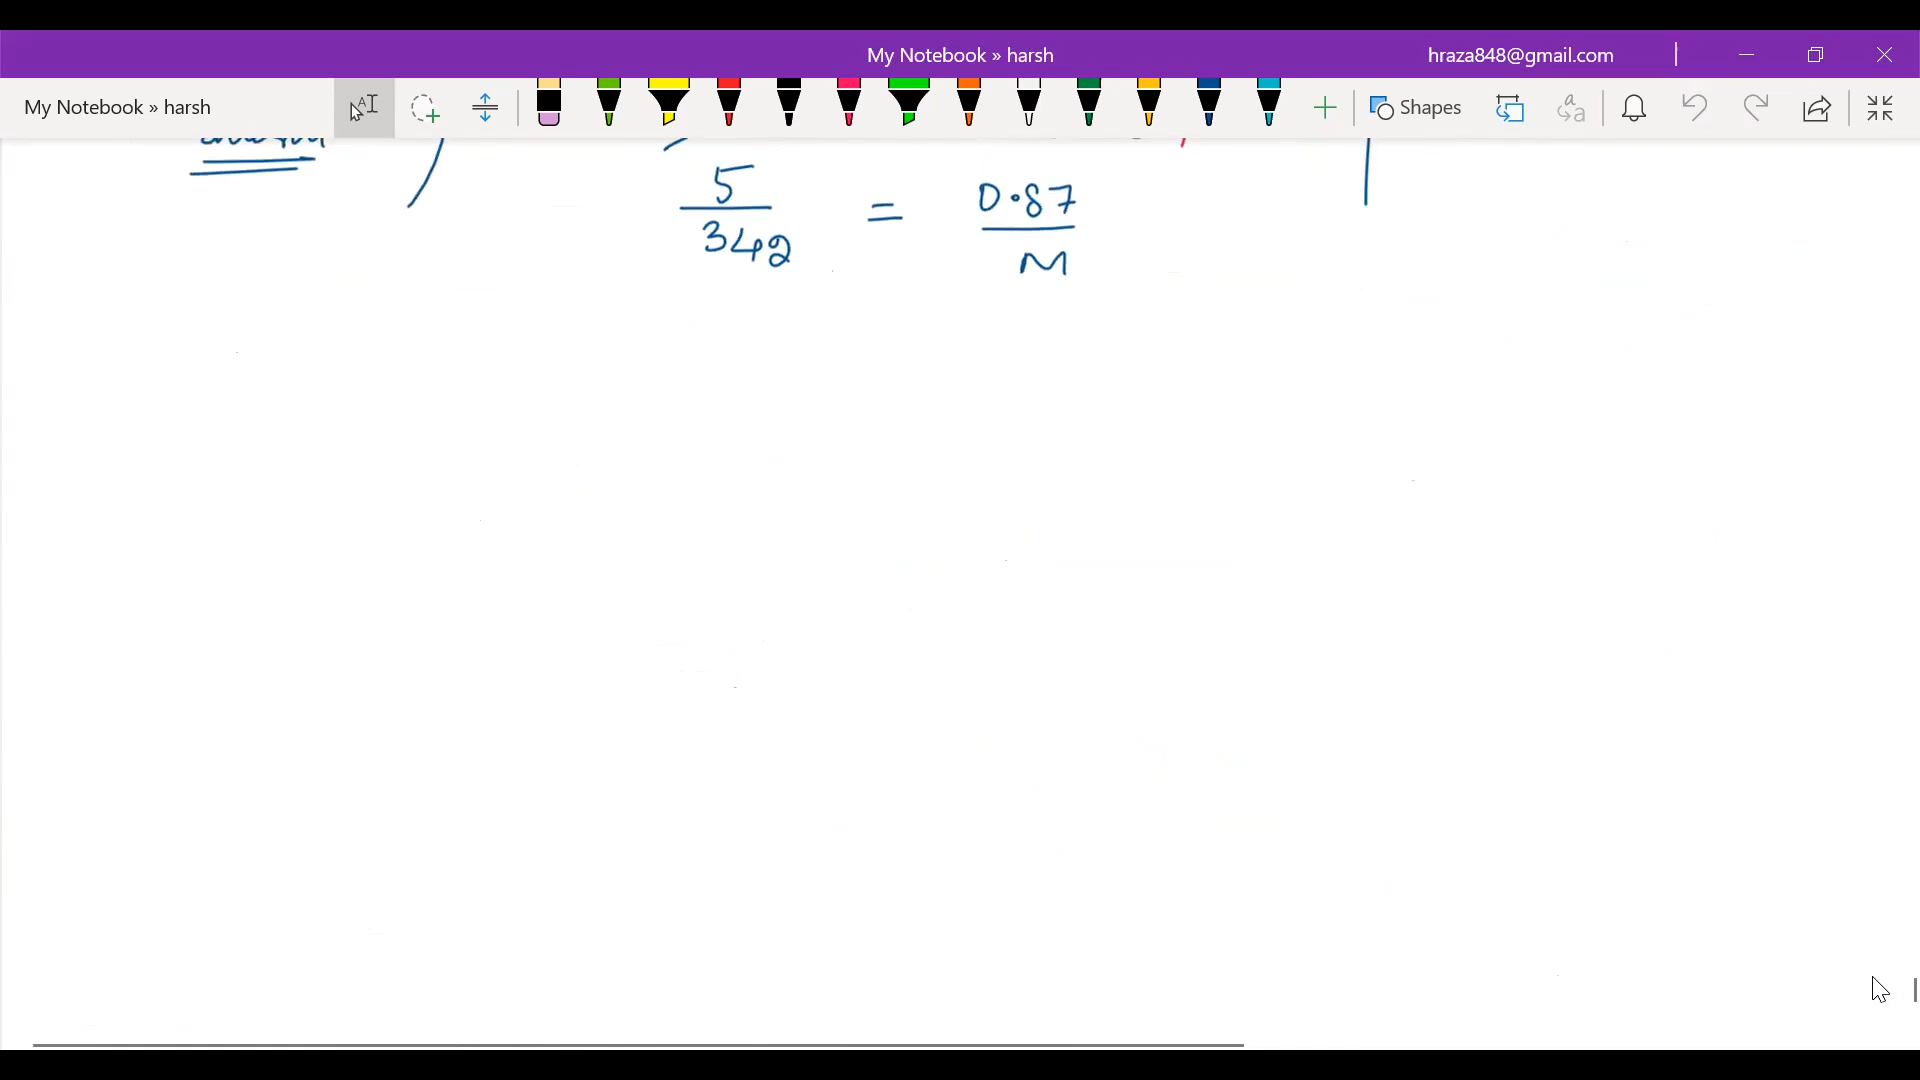 My Notebook » harsh
hraza848@gmail.com
My Notebook » harsh
Shapes
5
342
=
0.87
M